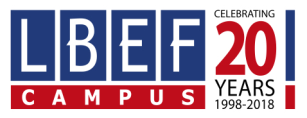 LBEF
CAMPUS
CELEBRATING
20
YEARS
1998-2018